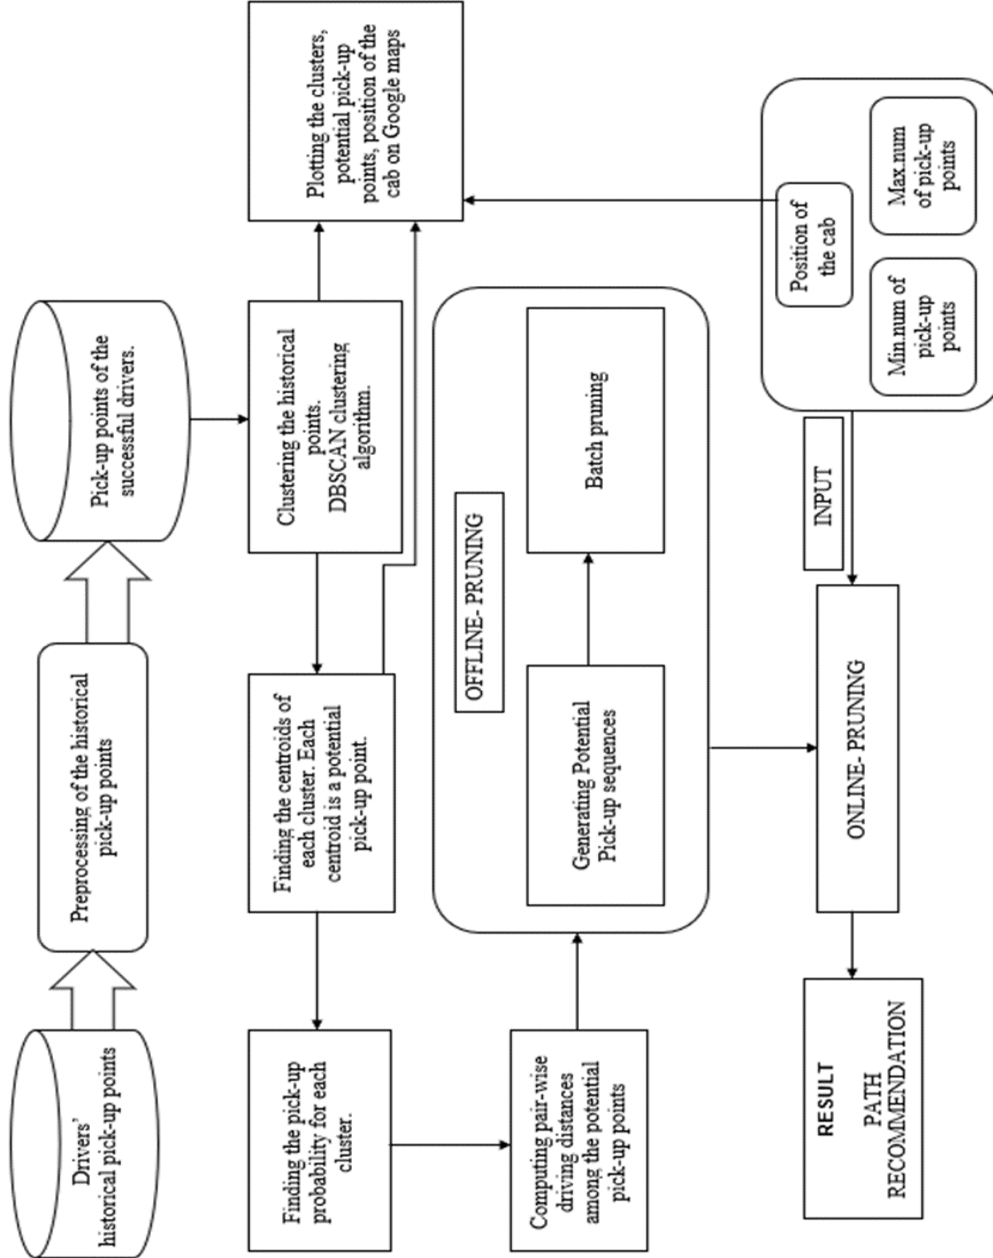 Drivers'
historical pick-up points
Preprocessing of the historical
pick-up points
Pick-up points of the
successful drivers.
Finding the pick-up
probability for each
cluster.
Finding the centroids of
each cluster. Each
centroid is a potential
pick-up point.
Clustering the historical
points.
DBSCAN clustering
algorithm.
Plotting the clusters,
potential pick-up
points, position of the
cab on Google maps
Computing pair-wise
driving distances
among the potential
pick-up points
OFFLINE- PRUNING
Generating Potential
Pick-up sequences
Batch pruning
RESULT
PATH
RECOMMENDATION
ONLINE- PRUNING
INPUT
Position of
the cab
Min.num of
pick-up
points
Max.num
of pick-up
points